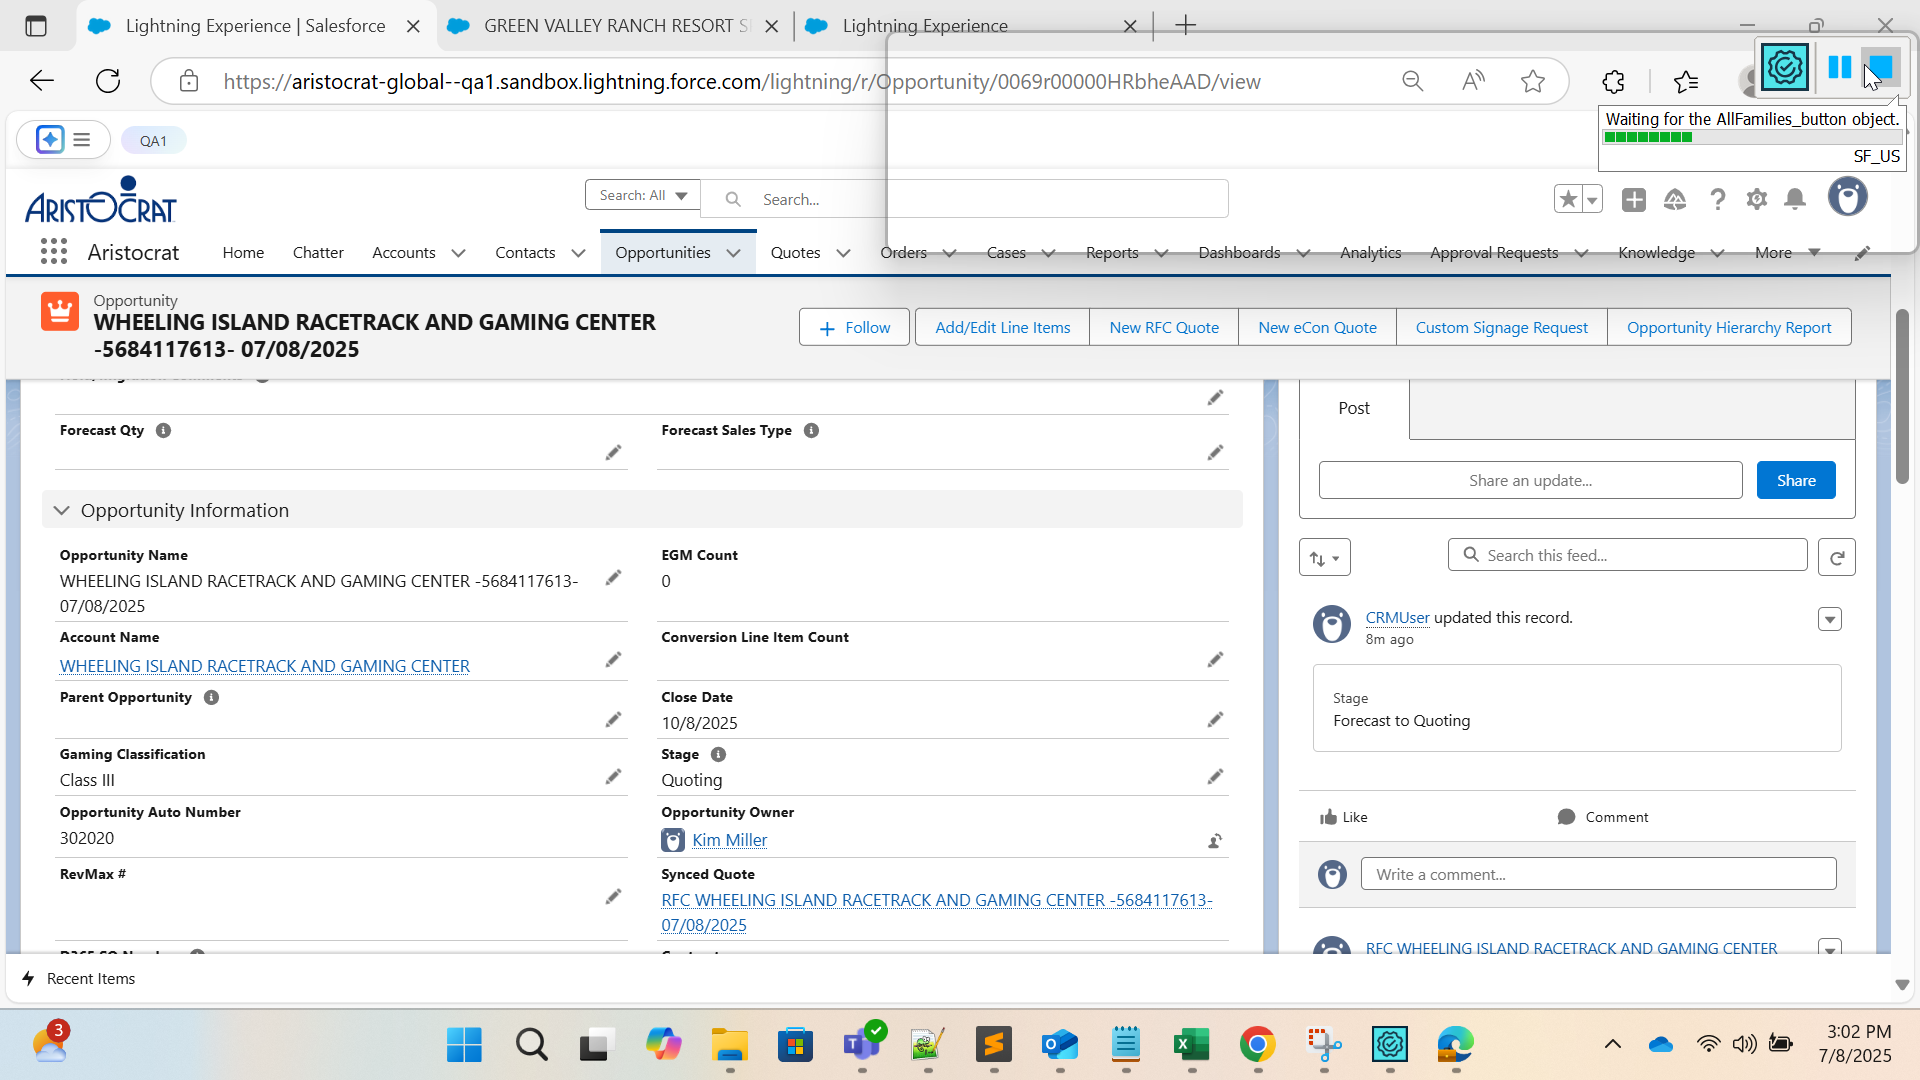 Lightning Experience | Salesforce
GREEN VALLEY RANCH RESORT S
Lightning Experience
https://aristocrat-global--qa1.sandbox.lightning.force.com/lightning/r/Opportunity/0069r00000HRbheAAD/view
Waiting for the AllFamilies_button object.
SF_US
QA1
ARISTOCRAT
Search: All
Search...
Aristocrat
Home
Chatter
Accounts
Contacts
Opportunities
Quotes
Orders
Cases
Reports
Dashboards
Analytics
Approval Requests
Knowledge
More
Opportunity
WHEELING ISLAND RACETRACK AND GAMING CENTER
-5684117613- 07/08/2025
Follow
Add/Edit Line Items
New RFC Quote
New eCon Quote
Custom Signage Request
Opportunity Hierarchy Report
Forecast Qty
Forecast Sales Type
Opportunity Information
Opportunity Name
WHEELING ISLAND RACETRACK AND GAMING CENTER -5684117613-
07/08/2025
EGM Count
0
Account Name
WHEELING ISLAND RACETRACK AND GAMING CENTER
Conversion Line Item Count
Parent Opportunity
Close Date
10/8/2025
Gaming Classification
Class III
Stage
Quoting
Opportunity Auto Number
302020
Opportunity Owner
Kim Miller
RevMax #
Synced Quote
RFC WHEELING ISLAND RACETRACK AND GAMING CENTER -5684117613-
07/08/2025
Post
Share an update...
Share
Search this feed...
CRMUser updated this record.
8m ago
Stage
Forecast to Quoting
Like
Comment
Write a comment...
RFC WHEELING ISLAND RACETRACK AND GAMING CENTER
Recent Items
3
3:02 PM
7/8/2025